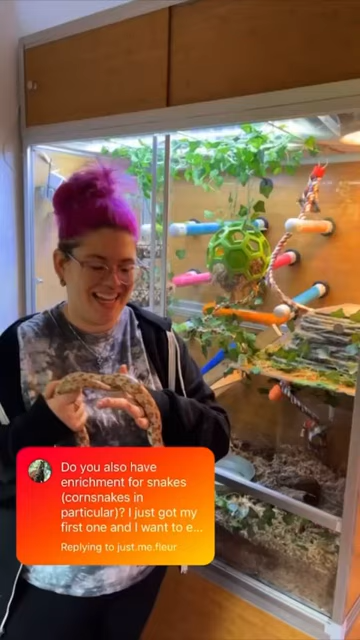 Do you also have
enrichment for snakes
(cornsnakes in
particular)? I just got my
first one and I want to e...
Replying to just.me.fleur